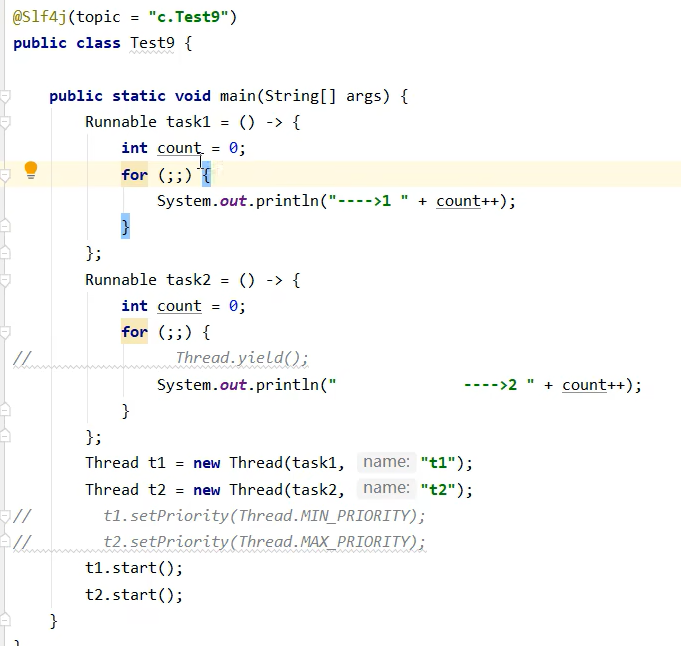 @Slf4j(topic = "c.Test9")
public class Test9 {
    public static void main(String[] args) {
        Runnable task1 = () -> {
            int count = 0;
            for (;;) {
                System.out.println("---->1 " + count++);
            }
        };
        Runnable task2 = () -> {
            int count = 0;
            for (;;) {
//                Thread.yield();
                System.out.println("              ---->2 " + count++);
            }
        };
        Thread t1 = new Thread(task1, name: "t1");
        Thread t2 = new Thread(task2, name: "t2");
//        t1.setPriority(Thread.MIN_PRIORITY);
//        t2.setPriority(Thread.MAX_PRIORITY);
        t1.start();
        t2.start();
    }
}